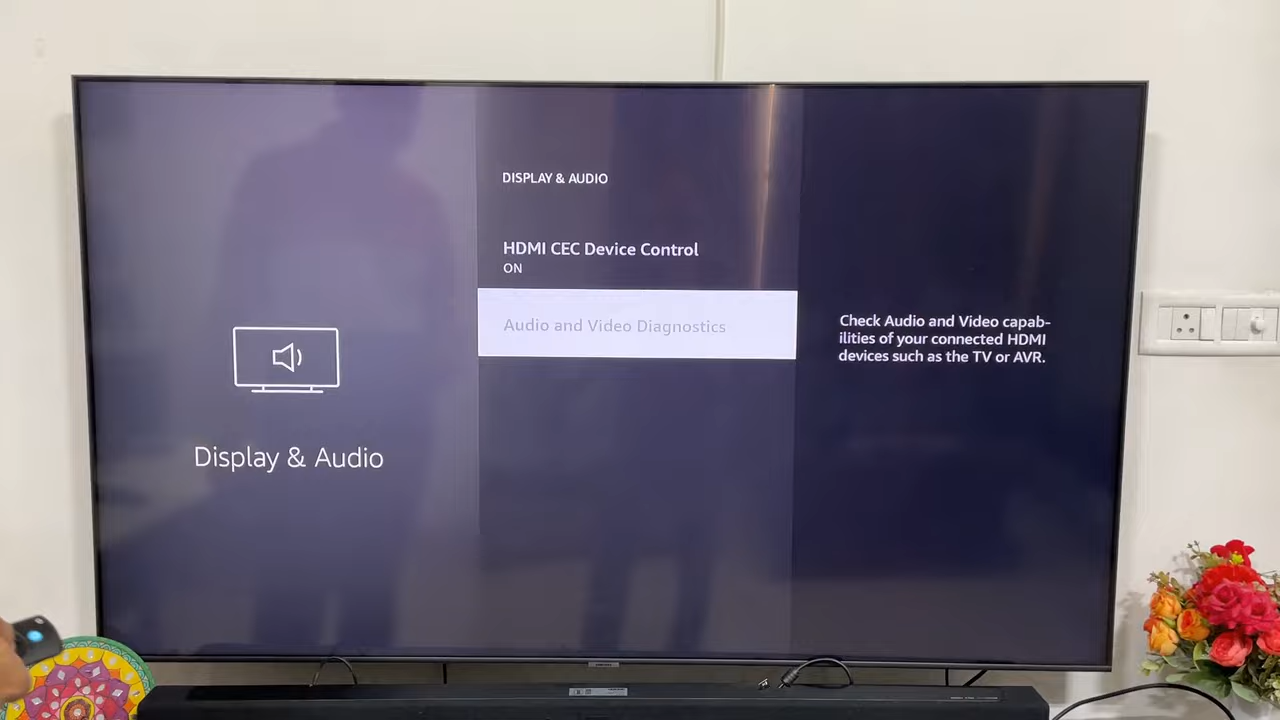 DISPLAY & AUDIO
HDMI CEC Device Control
ON
Audio and Video Diagnostics
Check Audio and Video capab-
ilities of your connected HDMI
devices such as the TV or AVR.
Display & Audio